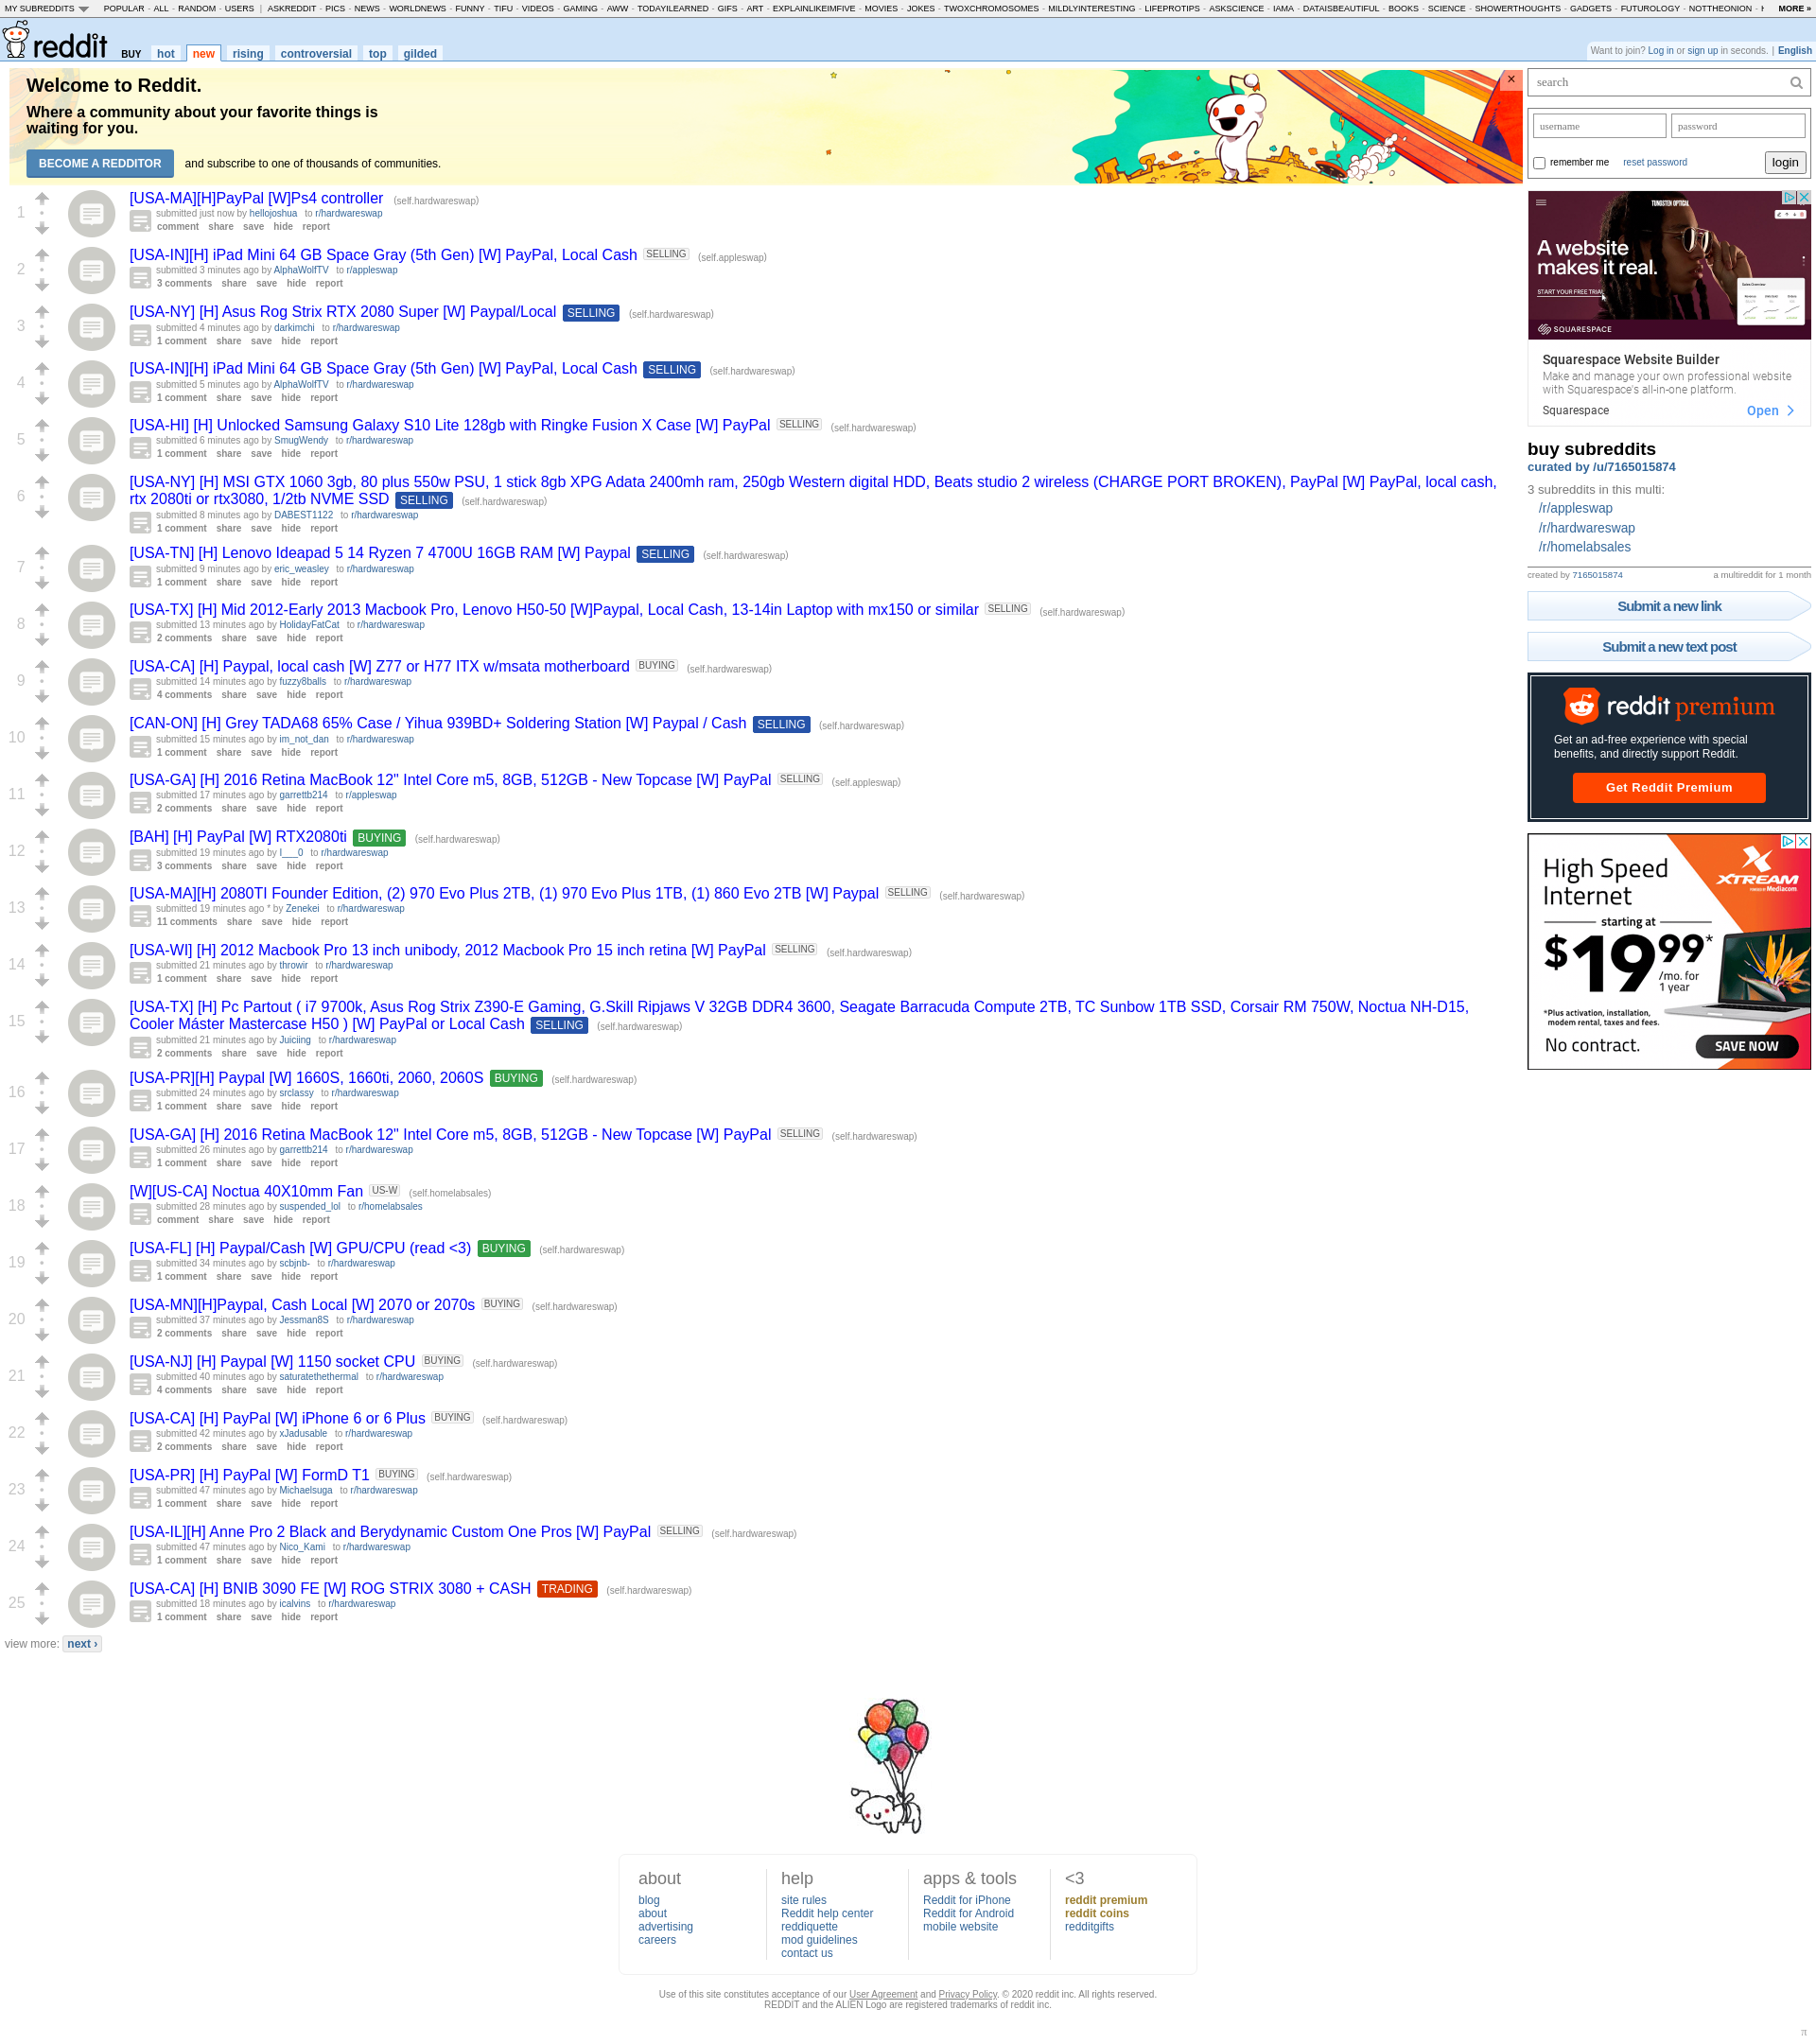 MY SUBREDDITS POPULAR - ALL - RANDOM - USERS | ASKREDDIT - PICS - NEWS - WORLDNEWS - FUNNY - TIFU - VIDEOS - GAMING - AWW - TODAYILEARNED - GIFS - ART - EXPLAINLIKEIMFIVE - MOVIES - JOKES - TWOXCHROMOSOMES - MILDLYINTERESTING - LIFEPROTIPS - ASKSCIENCE - IAMA - DATAISBEAUTIFUL - BOOKS - SCIENCE - SHOWERTHOUGHTS - GADGETS - FUTUROLOGY - NOTTHEONION - MORE »
reddit BUY hot new rising controversial top gilded
Want to join? Log in or sign up in seconds. | English
Welcome to Reddit.
Where a community about your favorite things is
waiting for you.
BECOME A REDDITOR and subscribe to one of thousands of communities.
1
[USA-MA][H]PayPal [W]Ps4 controller (self.hardwareswap)
submitted just now by hellojoshua to r/hardwareswap
comment share save hide report
2
[USA-IN][H] iPad Mini 64 GB Space Gray (5th Gen) [W] PayPal, Local Cash SELLING (self.appleswap)
submitted 3 minutes ago by AlphaWolfTV to r/appleswap
3 comments share save hide report
3
[USA-NY] [H] Asus Rog Strix RTX 2080 Super [W] Paypal/Local SELLING (self.hardwareswap)
submitted 4 minutes ago by darkimchi to r/hardwareswap
1 comment share save hide report
4
[USA-IN][H] iPad Mini 64 GB Space Gray (5th Gen) [W] PayPal, Local Cash SELLING (self.hardwareswap)
submitted 5 minutes ago by AlphaWolfTV to r/hardwareswap
1 comment share save hide report
5
[USA-HI] [H] Unlocked Samsung Galaxy S10 Lite 128gb with Ringke Fusion X Case [W] PayPal SELLING (self.hardwareswap)
submitted 6 minutes ago by SmugWendy to r/hardwareswap
1 comment share save hide report
6
[USA-NY] [H] MSI GTX 1060 3gb, 80 plus 550w PSU, 1 stick 8gb XPG Adata 2400mh ram, 250gb Western digital HDD, Beats studio 2 wireless (CHARGE PORT BROKEN), PayPal [W] PayPal, local cash,
rtx 2080ti or rtx3080, 1/2tb NVME SSD SELLING (self.hardwareswap)
submitted 8 minutes ago by DABEST1122 to r/hardwareswap
1 comment share save hide report
7
[USA-TN] [H] Lenovo Ideapad 5 14 Ryzen 7 4700U 16GB RAM [W] Paypal SELLING (self.hardwareswap)
submitted 9 minutes ago by eric_weasley to r/hardwareswap
1 comment share save hide report
8
[USA-TX] [H] Mid 2012-Early 2013 Macbook Pro, Lenovo H50-50 [W]Paypal, Local Cash, 13-14in Laptop with mx150 or similar SELLING (self.hardwareswap)
submitted 13 minutes ago by HolidayFatCat to r/hardwareswap
2 comments share save hide report
9
[USA-CA] [H] Paypal, local cash [W] Z77 or H77 ITX w/msata motherboard BUYING (self.hardwareswap)
submitted 14 minutes ago by fuzzy8balls to r/hardwareswap
4 comments share save hide report
10
[CAN-ON] [H] Grey TADA68 65% Case / Yihua 939BD+ Soldering Station [W] Paypal / Cash SELLING (self.hardwareswap)
submitted 15 minutes ago by im_not_dan to r/hardwareswap
1 comment share save hide report
11
[USA-GA] [H] 2016 Retina MacBook 12" Intel Core m5, 8GB, 512GB - New Topcase [W] PayPal SELLING (self.appleswap)
submitted 17 minutes ago by garrettb214 to r/appleswap
2 comments share save hide report
12
[BAH] [H] PayPal [W] RTX2080ti BUYING (self.hardwareswap)
submitted 19 minutes ago by I___0 to r/hardwareswap
3 comments share save hide report
13
[USA-MA][H] 2080TI Founder Edition, (2) 970 Evo Plus 2TB, (1) 970 Evo Plus 1TB, (1) 860 Evo 2TB [W] Paypal SELLING (self.hardwareswap)
submitted 19 minutes ago * by Zenekei to r/hardwareswap
11 comments share save hide report
14
[USA-WI] [H] 2012 Macbook Pro 13 inch unibody, 2012 Macbook Pro 15 inch retina [W] PayPal SELLING (self.hardwareswap)
submitted 21 minutes ago by throwir to r/hardwareswap
1 comment share save hide report
15
[USA-TX] [H] Pc Partout ( i7 9700k, Asus Rog Strix Z390-E Gaming, G.Skill Ripjaws V 32GB DDR4 3600, Seagate Barracuda Compute 2TB, TC Sunbow 1TB SSD, Corsair RM 750W, Noctua NH-D15,
Cooler Máster Mastercase H50 ) [W] PayPal or Local Cash SELLING (self.hardwareswap)
submitted 21 minutes ago by Juiciing to r/hardwareswap
2 comments share save hide report
16
[USA-PR][H] Paypal [W] 1660S, 1660ti, 2060, 2060S BUYING (self.hardwareswap)
submitted 24 minutes ago by srclassy to r/hardwareswap
1 comment share save hide report
17
[USA-GA] [H] 2016 Retina MacBook 12" Intel Core m5, 8GB, 512GB - New Topcase [W] PayPal SELLING (self.hardwareswap)
submitted 26 minutes ago by garrettb214 to r/hardwareswap
1 comment share save hide report
18
[W][US-CA] Noctua 40X10mm Fan US-W (self.homelabsales)
submitted 28 minutes ago by suspended_lol to r/homelabsales
comment share save hide report
19
[USA-FL] [H] Paypal/Cash [W] GPU/CPU (read <3) BUYING (self.hardwareswap)
submitted 34 minutes ago by scbjnb- to r/hardwareswap
1 comment share save hide report
20
[USA-MN][H]Paypal, Cash Local [W] 2070 or 2070s BUYING (self.hardwareswap)
submitted 37 minutes ago by Jessman8S to r/hardwareswap
2 comments share save hide report
21
[USA-NJ] [H] Paypal [W] 1150 socket CPU BUYING (self.hardwareswap)
submitted 40 minutes ago by saturatethethermal to r/hardwareswap
4 comments share save hide report
22
[USA-CA] [H] PayPal [W] iPhone 6 or 6 Plus BUYING (self.hardwareswap)
submitted 42 minutes ago by xJadusable to r/hardwareswap
2 comments share save hide report
23
[USA-PR] [H] PayPal [W] FormD T1 BUYING (self.hardwareswap)
submitted 47 minutes ago by Michaelsuga to r/hardwareswap
1 comment share save hide report
24
[USA-IL][H] Anne Pro 2 Black and Berydynamic Custom One Pros [W] PayPal SELLING (self.hardwareswap)
submitted 47 minutes ago by Nico_Kami to r/hardwareswap
1 comment share save hide report
25
[USA-CA] [H] BNIB 3090 FE [W] ROG STRIX 3080 + CASH TRADING (self.hardwareswap)
submitted 18 minutes ago by icalvins to r/hardwareswap
1 comment share save hide report
view more: next ›
search
username password
remember me reset password login
TUNGSTEN OPTICAL
A website
makes it real.
START YOUR FREE TRIAL
SQUARESPACE
Squarespace Website Builder
Make and manage your own professional website
with Squarespace's all-in-one platform.
Squarespace Open
buy subreddits
curated by /u/7165015874
3 subreddits in this multi:
/r/appleswap
/r/hardwareswap
/r/homelabsales
created by 7165015874 a multireddit for 1 month
Submit a new link
Submit a new text post
reddit premium
Get an ad-free experience with special
benefits, and directly support Reddit.
Get Reddit Premium
High Speed
Internet
XTREAM
POWERED BY Mediacom
starting at
$1999*
/mo. for
1 year
*Plus activation, installation,
modem rental, taxes and fees.
No contract. SAVE NOW
about
blog
about
advertising
careers
help
site rules
Reddit help center
reddiquette
mod guidelines
contact us
apps & tools
Reddit for iPhone
Reddit for Android
mobile website
<3
reddit premium
reddit coins
redditgifts
Use of this site constitutes acceptance of our User Agreement and Privacy Policy. © 2020 reddit inc. All rights reserved.
REDDIT and the ALIEN Logo are registered trademarks of reddit inc.
π